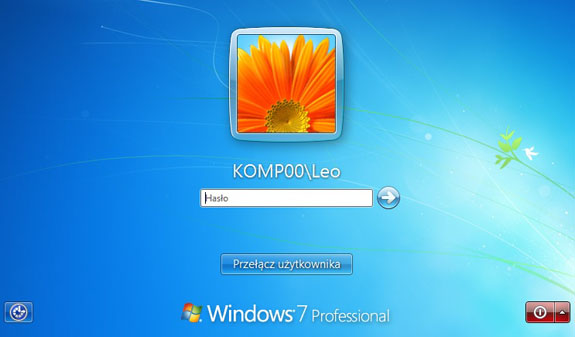 KOMP00\Leo
Hasło
Przełącz użytkownika
Windows 7 Professional